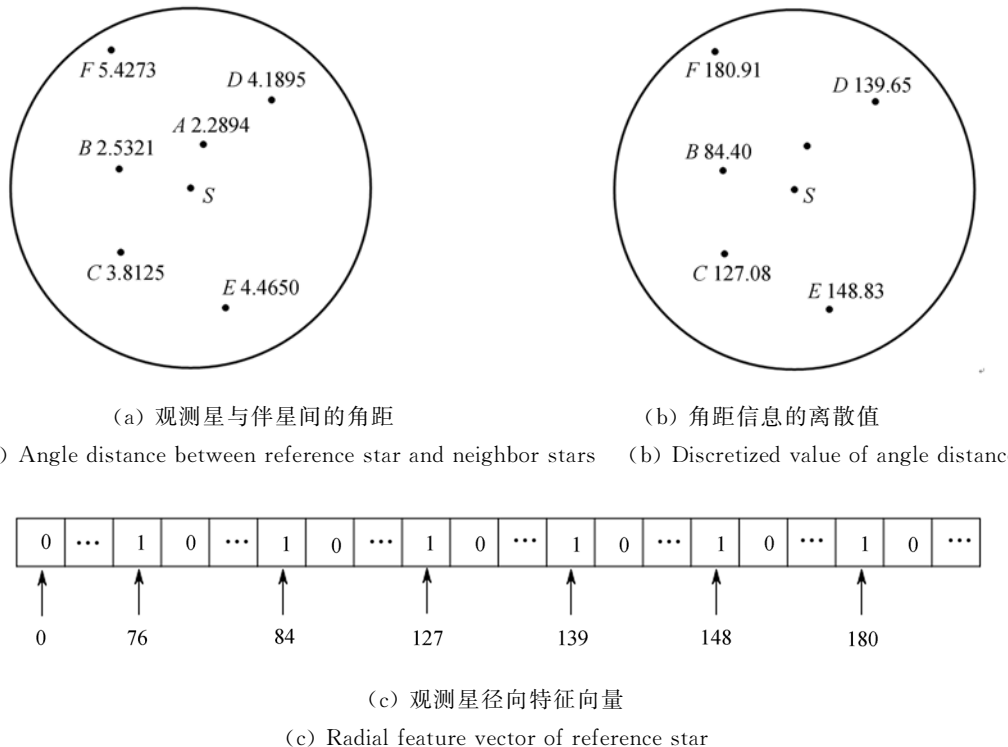 F 5.4273
D 4.1895
A 2.2894
B 2.5321
S
C 3.8125
E 4.4650
F 180.91
D 139.65
B 84.40
S
C 127.08
E 148.83
(a) 观测星与伴星间的角距
(b) 角距信息的离散值
) Angle distance between reference star and neighbor stars
(b) Discretized value of angle distanc
0 ··· 1 0 ··· 1 0 ··· 1 0 ··· 1 0 ··· 1 0 ··· 1 0 ···
0 76 84 127 139 148 180
(c) 观测星径向特征向量
(c) Radial feature vector of reference star